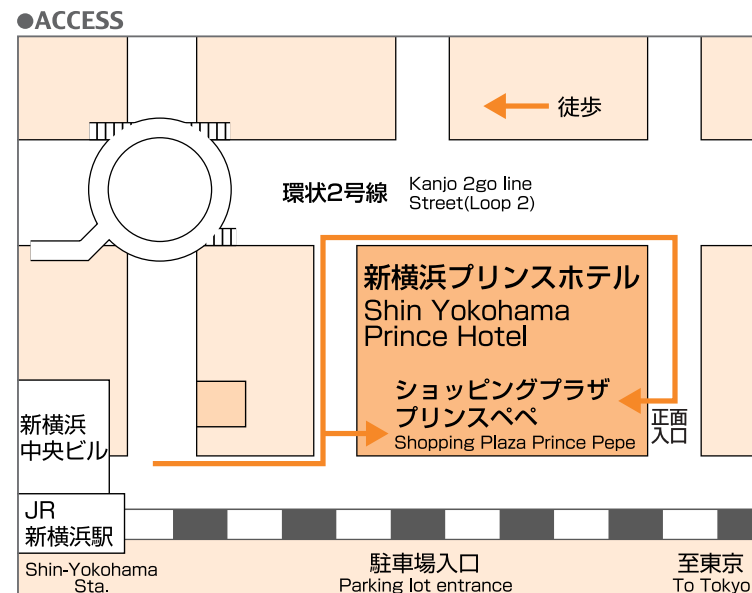 ●ACCESS
徒歩
環状2号線
Kanjo 2go line
Street(Loop 2)
新横浜プリンスホテル
Shin Yokohama
Prince Hotel
ショッピングプラザ
プリンスペペ
Shopping Plaza Prince Pepe
正面
入口
新横浜
中央ビル
JR
新横浜駅
Shin-Yokohama
Sta.
駐車場入口
Parking lot entrance
至東京
To Tokyo